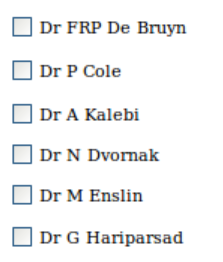 Dr FRP De Bruyn
Dr P Cole
Dr A Kalebi
Dr N Dvornak
Dr M Enslin
Dr G Hariparsad